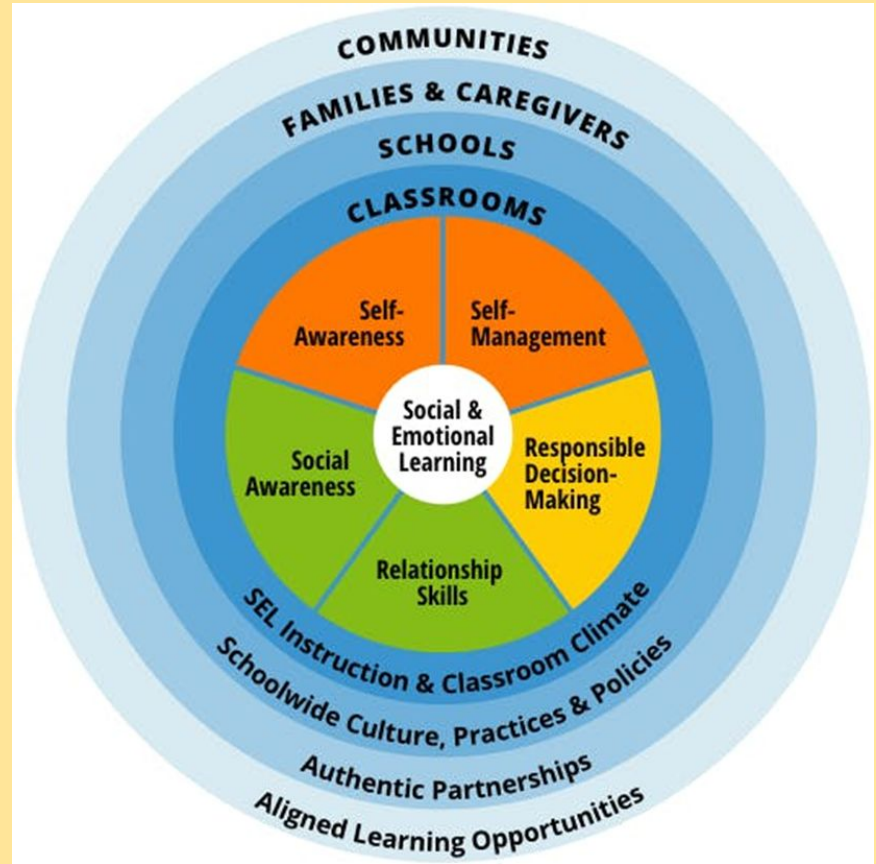 COMMUNITIES
FAMILIES & CAREGIVERS
SCHOOLS
CLASSROOMS
Self-
Awareness
Self-
Management
Social &
Emotional
Learning
Social
Awareness
Responsible
Decision-
Making
Relationship
Skills
SEL Instruction & Classroom Climate
Schoolwide Culture, Practices & Policies
Authentic Partnerships
Aligned Learning Opportunities